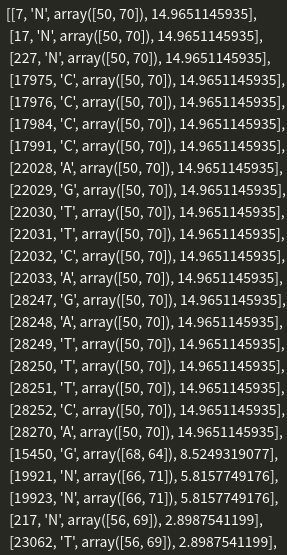 [[7, 'N', array([50, 70]), 14.9651145935],
[17, 'N', array([50, 70]), 14.9651145935],
[227, 'N', array([50, 70]), 14.9651145935],
[17975, 'C', array([50, 70]), 14.9651145935],
[17976, 'C', array([50, 70]), 14.9651145935],
[17984, 'C', array([50, 70]), 14.9651145935],
[17991, 'C', array([50, 70]), 14.9651145935],
[22028, 'A', array([50, 70]), 14.9651145935],
[22029, 'G', array([50, 70]), 14.9651145935],
[22030, 'T', array([50, 70]), 14.9651145935],
[22031, 'T', array([50, 70]), 14.9651145935],
[22032, 'C', array([50, 70]), 14.9651145935],
[22033, 'A', array([50, 70]), 14.9651145935],
[28247, 'G', array([50, 70]), 14.9651145935],
[28248, 'A', array([50, 70]), 14.9651145935],
[28249, 'T', array([50, 70]), 14.9651145935],
[28250, 'T', array([50, 70]), 14.9651145935],
[28251, 'T', array([50, 70]), 14.9651145935],
[28252, 'C', array([50, 70]), 14.9651145935],
[28270, 'A', array([50, 70]), 14.9651145935],
[15450, 'G', array([68, 64]), 8.5249319077],
[19921, 'N', array([66, 71]), 5.8157749176],
[19923, 'N', array([66, 71]), 5.8157749176],
[217, 'N', array([56, 69]), 2.8987541199],
[23062, 'T', array([56, 69]), 2.8987541199],